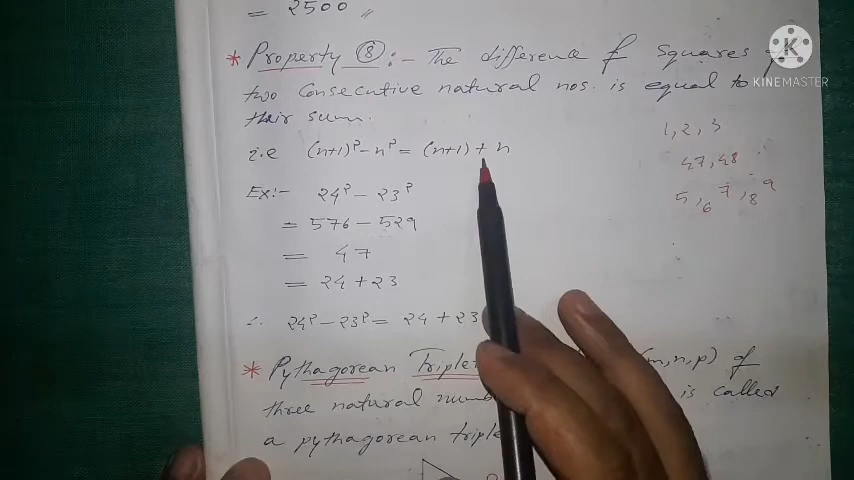 = 2500 //
* Property ⑧ :- The difference of squares
two consecutive natural nos. is equal to
their sum.
i.e (n+1)² - n² = (n+1) + n
Ex:- 24² - 23²
= 576 - 529
= 47
= 24 + 23
∴ 24² - 23² = 24 + 23
1, 2, 3
47, 48
5, 6 7, 8 9
* Pythagorean Triplet (m, n, p) of
three natural is called
a pythagorean
K
KINEMASTER